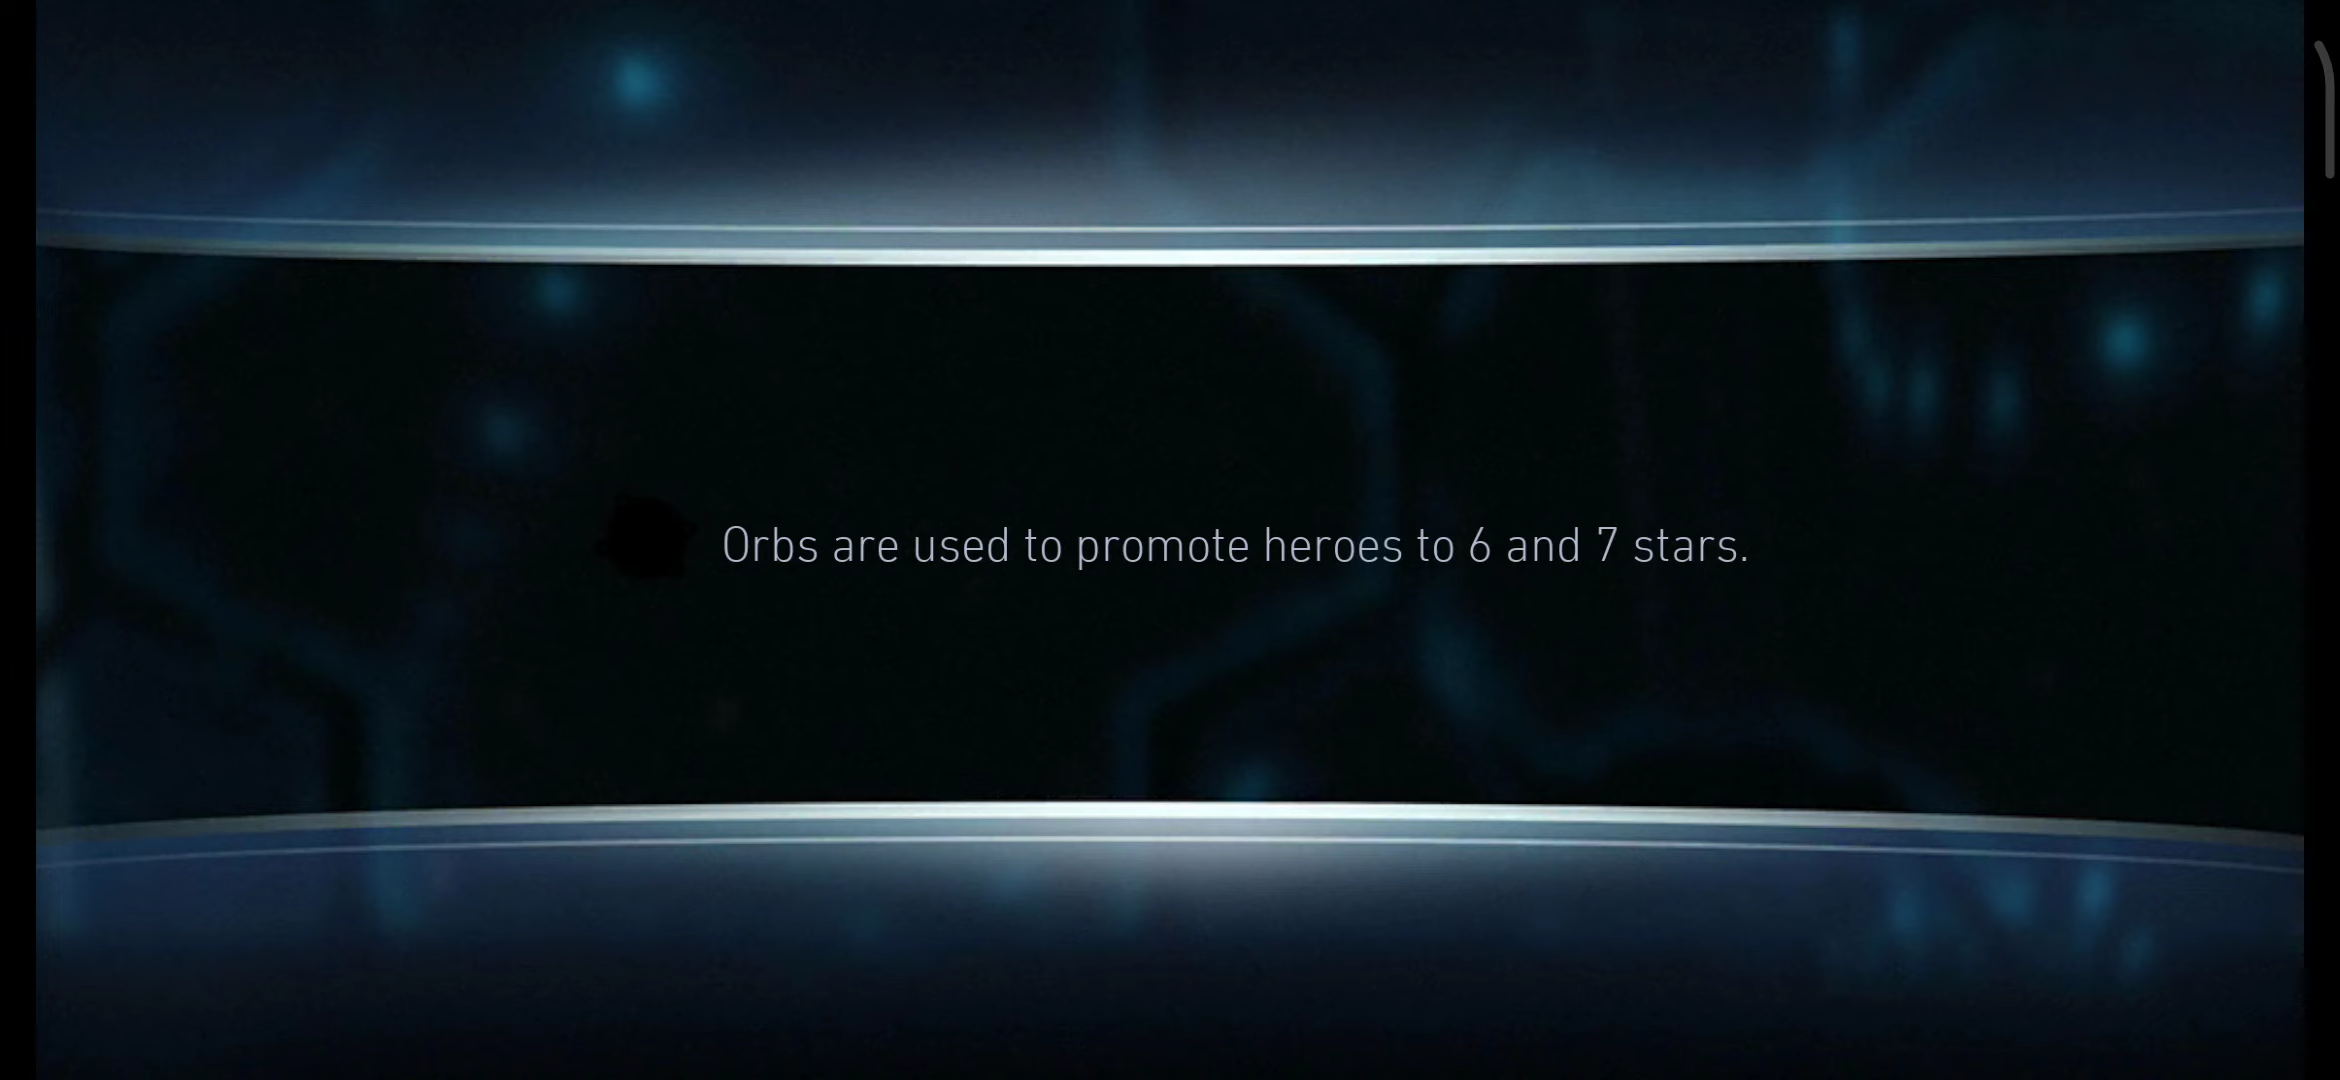 Orbs are used to promote heroes to 6 and 7 stars.